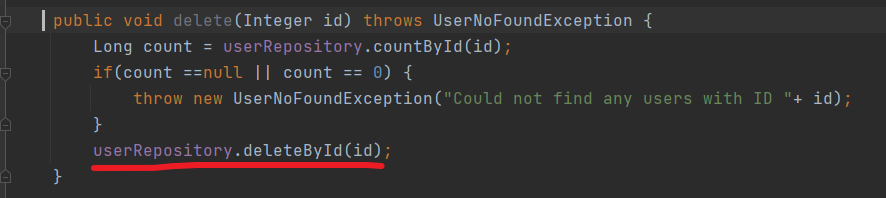 public void delete(Integer id) throws UserNoFoundException {
Long count = userRepository.countById(id);
if(count ==null || count == 0) {
throw new UserNoFoundException("Could not find any users with ID "+ id);
}
userRepository.deleteById(id);
}